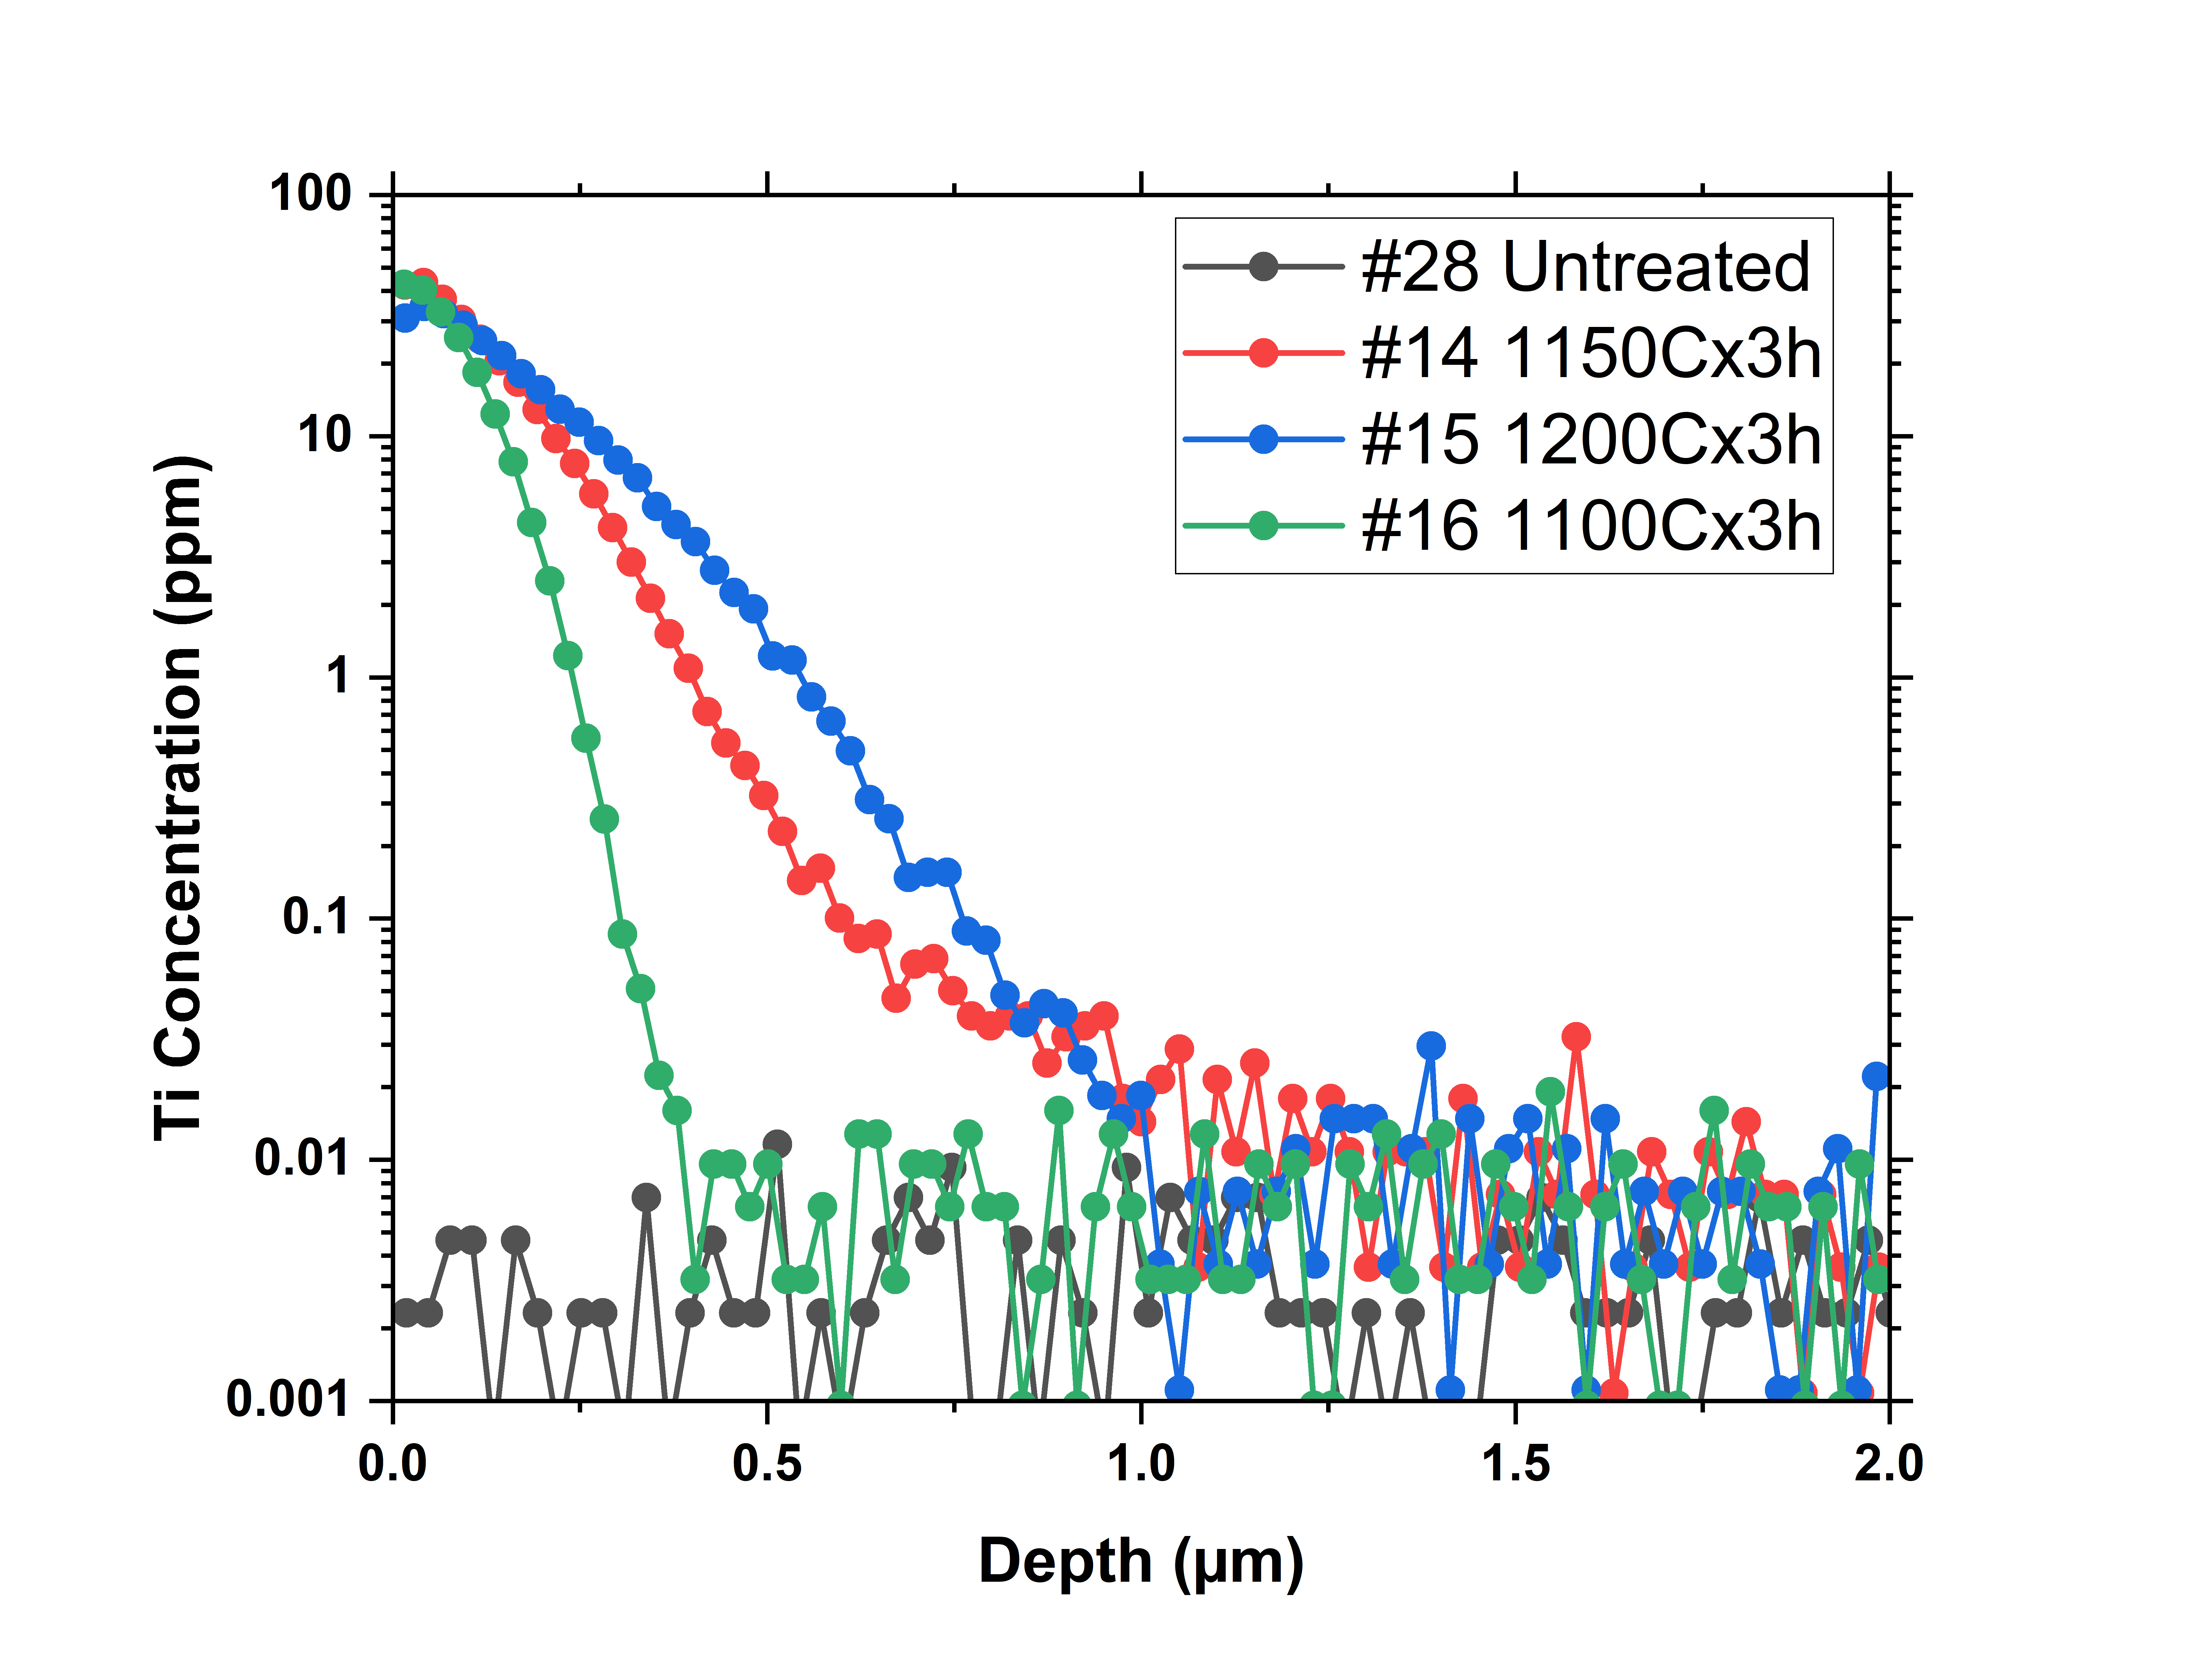 100
10
1
0.1
0.01
0.001
Ti Concentration (ppm)
#28 Untreated
#14 1150Cx3h
#15 1200Cx3h
#16 1100Cx3h
0.0 0.5 1.0 1.5 2.0
Depth (µm)